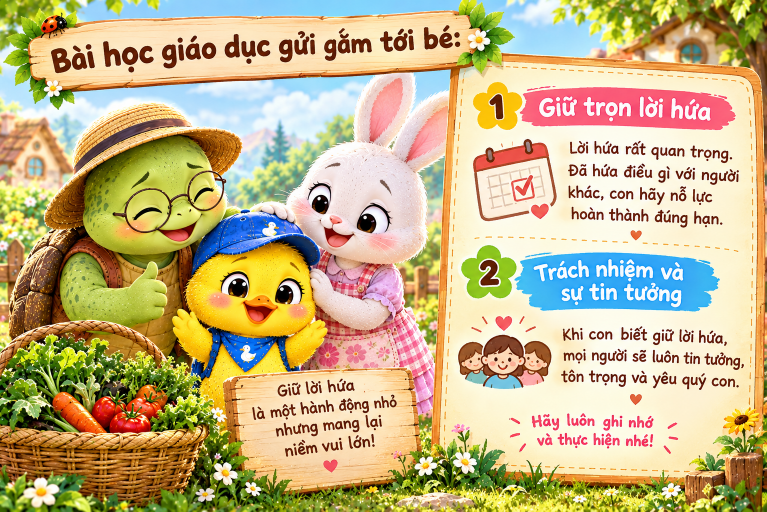 Bài học giáo dục gửi gắm tới bé:
1 Giữ trọn lời hứa
Lời hứa rất quan trọng.
Đã hứa điều gì với người
khác, con hãy nỗ lực
hoàn thành đúng hạn.
2 Trách nhiệm và
sự tin tưởng
Khi con biết giữ lời hứa,
mọi người sẽ luôn tin tưởng,
tôn trọng và yêu quý con.
Hãy luôn ghi nhớ
và thực hiện nhé!
Giữ lời hứa
là một hành động nhỏ
nhưng mang lại
niềm vui lớn!